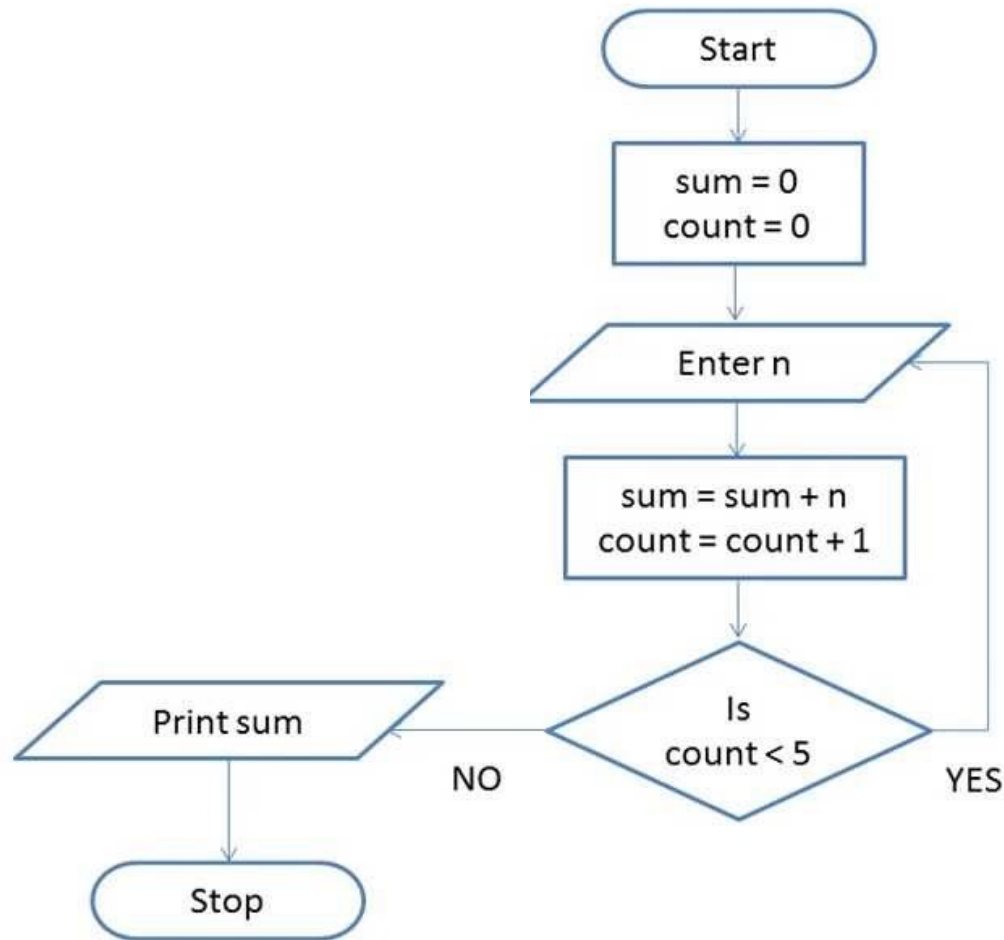 Start
sum = 0
count = 0
Enter n
sum = sum + n
count = count + 1
Is
count < 5
YES
NO
Print sum
Stop